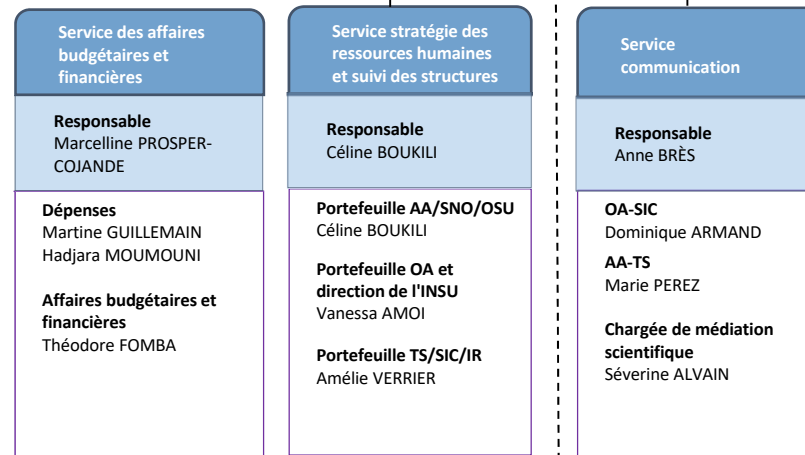 Service des affaires
budgétaires et
financières
Responsable
Marcelline PROSPER-
COJANDE
Dépenses
Martine GUILLEMAIN
Hadjara MOUMOUNI
Affaires budgétaires et
financières
Théodore FOMBA
Service stratégie des
ressources humaines
et suivi des structures
Responsable
Céline BOUKILI
Portefeuille AA/SNO/OSU
Céline BOUKILI
Portefeuille OA et
direction de l'INSU
Vanessa AMOI
Portefeuille TS/SIC/IR
Amélie VERRIER
Service
communication
Responsable
Anne BRÈS
OA-SIC
Dominique ARMAND
AA-TS
Marie PEREZ
Chargée de médiation
scientifique
Séverine ALVAIN